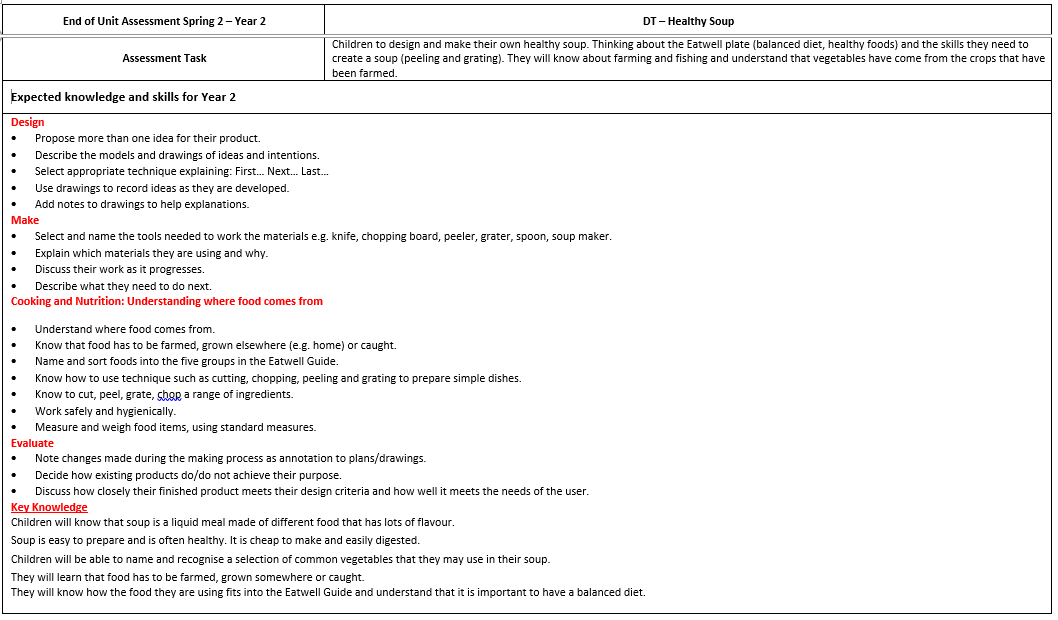 End of Unit Assessment Spring 2 – Year 2
DT – Healthy Soup
Assessment Task
Children to design and make their own healthy soup. Thinking about the Eatwell plate (balanced diet, healthy foods) and the skills they need to
create a soup (peeling and grating). They will know about farming and fishing and understand that vegetables have come from the crops that have
been farmed.
Expected knowledge and skills for Year 2
Design
• Propose more than one idea for their product.
• Describe the models and drawings of ideas and intentions.
• Select appropriate technique explaining: First... Next... Last...
• Use drawings to record ideas as they are developed.
• Add notes to drawings to help explanations.
Make
• Select and name the tools needed to work the materials e.g. knife, chopping board, peeler, grater, spoon, soup maker.
• Explain which materials they are using and why.
• Discuss their work as it progresses.
• Describe what they need to do next.
Cooking and Nutrition: Understanding where food comes from
• Understand where food comes from.
• Know that food has to be farmed, grown elsewhere (e.g. home) or caught.
• Name and sort foods into the five groups in the Eatwell Guide.
• Know how to use technique such as cutting, chopping, peeling and grating to prepare simple dishes.
• Know to cut, peel, grate, chop a range of ingredients.
• Work safely and hygienically.
• Measure and weigh food items, using standard measures.
Evaluate
• Note changes made during the making process as annotation to plans/drawings.
• Decide how existing products do/do not achieve their purpose.
• Discuss how closely their finished product meets their design criteria and how well it meets the needs of the user.
Key Knowledge
Children will know that soup is a liquid meal made of different food that has lots of flavour.
Soup is easy to prepare and is often healthy. It is cheap to make and easily digested.
Children will be able to name and recognise a selection of common vegetables that they may use in their soup.
They will learn that food has to be farmed, grown somewhere or caught.
They will know how the food they are using fits into the Eatwell Guide and understand that it is important to have a balanced diet.